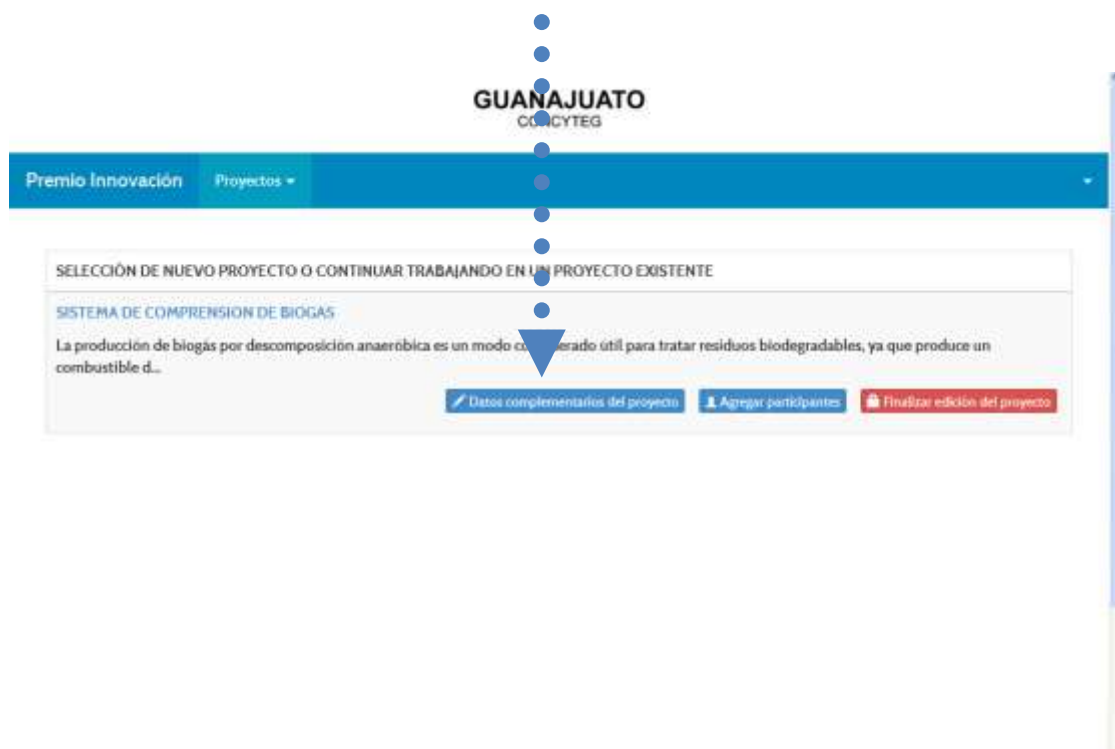 GUANAJUATO
CONCYTEG
Premio Innovación Proyectos
SELECCIÓN DE NUEVO PROYECTO O CONTINUAR TRABAJANDO EN UN PROYECTO EXISTENTE
SISTEMA DE COMPRENSION DE BIOGAS
La producción de biogás por descomposición anaeróbica es un modo considerado útil para tratar residuos biodegradables, ya que produce un
combustible d...
Datos complementarios del proyecto Agregar participantes Finalizar edición del proyecto